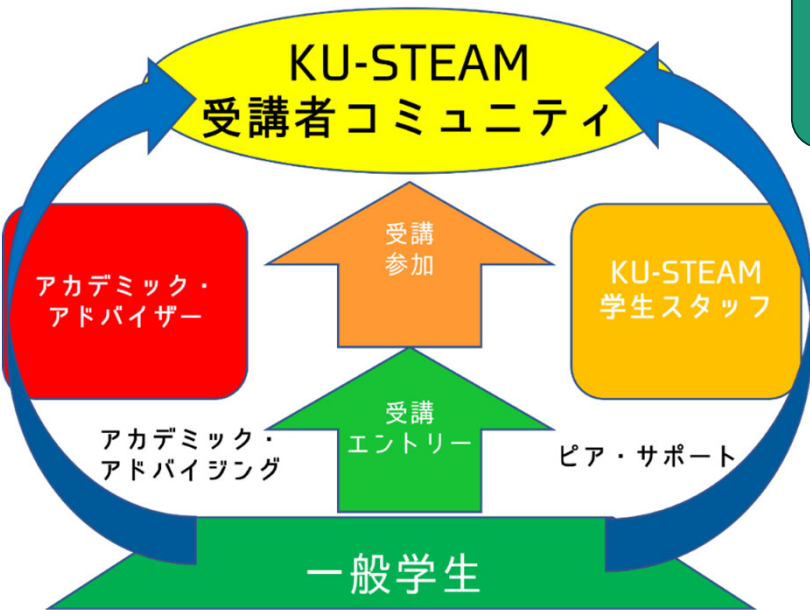 KU-STEAM
受講者コミュニティ
受講
参加
アカデミック・
アドバイザー
KU-STEAM
学生スタッフ
受講
エントリー
アカデミック・
アドバイジング
ピア・サポート
一般学生